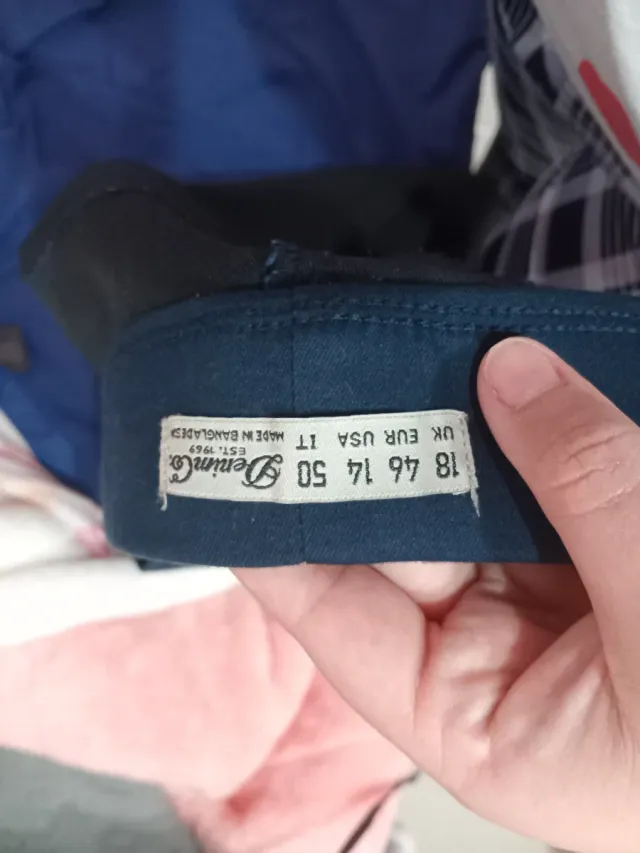 18 46 14 50
UK EUR USA IT
Denim Co.
EST. 1969
MADE IN BANGLADESH